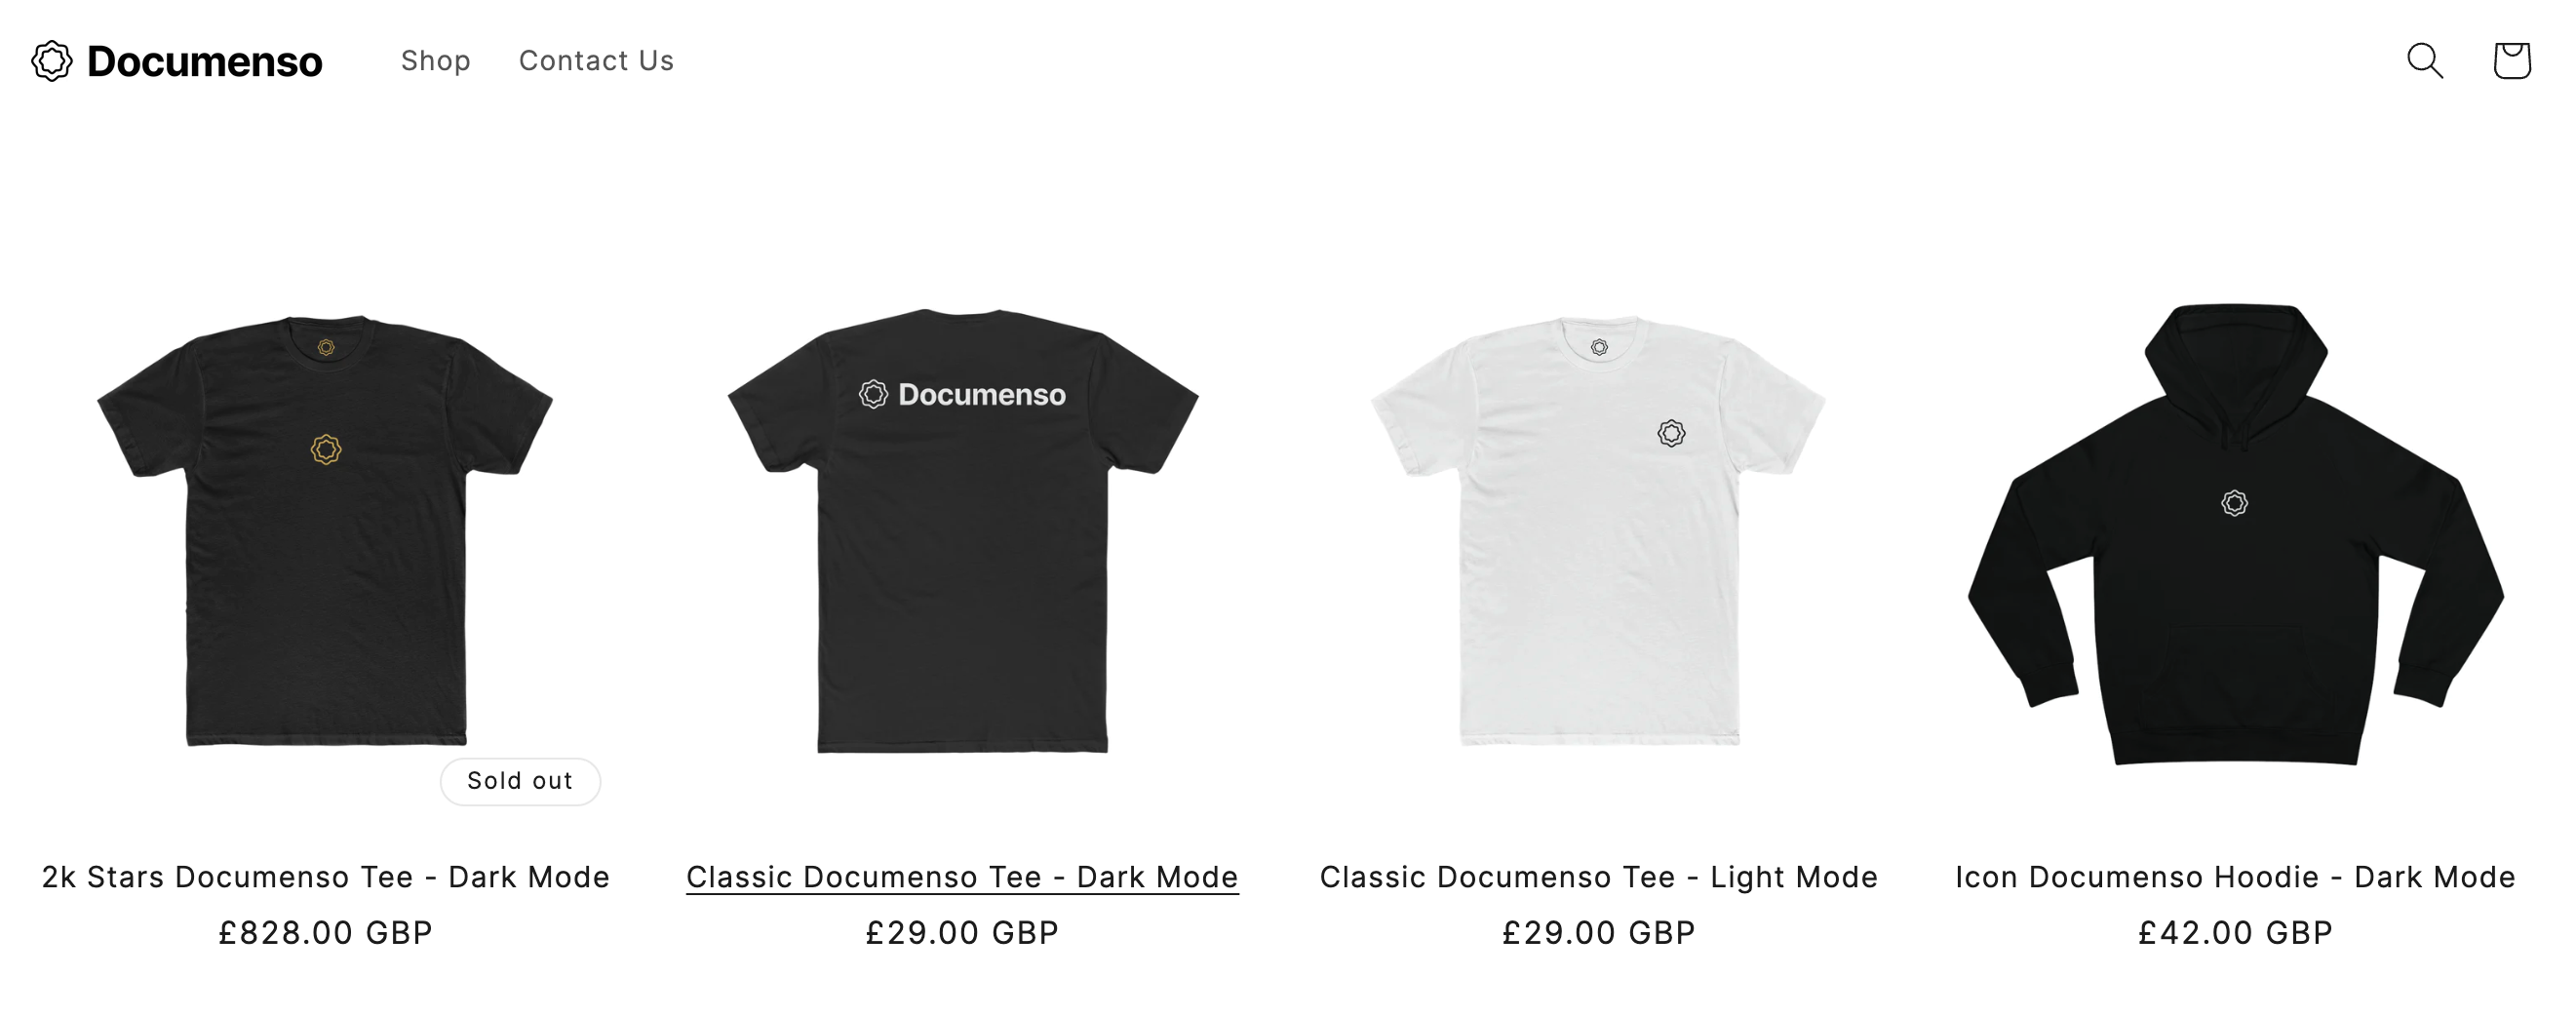 Documenso
Shop
Contact Us
Documenso
Sold out
2k Stars Documenso Tee - Dark Mode
£828.00 GBP
Classic Documenso Tee - Dark Mode
£29.00 GBP
Classic Documenso Tee - Light Mode
£29.00 GBP
Icon Documenso Hoodie - Dark Mode
£42.00 GBP